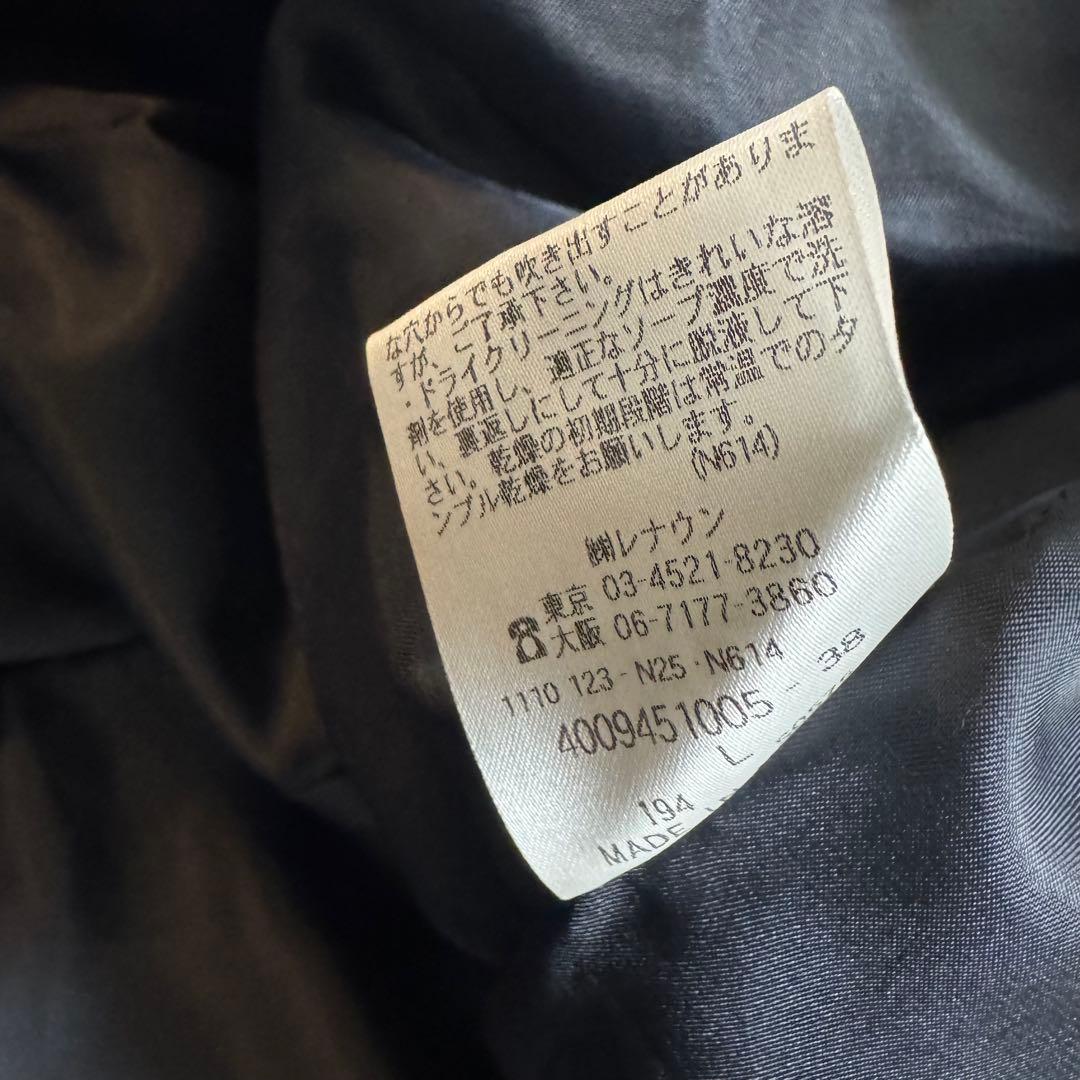 な穴からでも吹き出すことがありま
すが、ご了承下さい。
・ドライクリーニングはきれいな溶
剤を使用し、適正なソープ濃度で洗
い、裏返しにして十分に脱液して下
さい。乾燥の初期段階は常温でのタ
ンブル乾燥をお願いします。
(N614)
㈱レナウン
東京 03-4521-8230
大阪 06-7177-3860
1110 123-N25-N614
4009451005-38
L
194
MADE